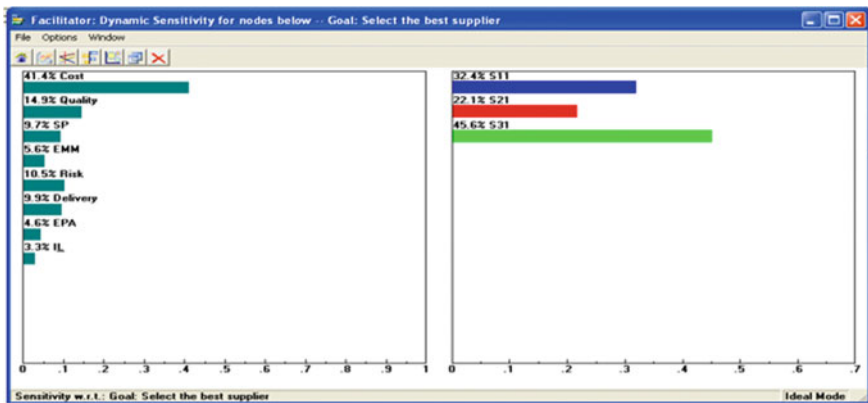 Facilitator: Dynamic Sensitivity for nodes below -- Goal: Select the best supplier
File Options Window
41.4% Cost
14.9% Quality
9.7% SP
5.6% EMM
10.5% Risk
9.9% Delivery
4.6% EPA
3.3% IL
0 .1 .2 .3 .4 .5 .6 .7 .8 .9 1
32.4% S11
22.1% S21
45.6% S31
0 .1 .2 .3 .4 .5 .6 .7
Sensitivity w.r.t.: Goal: Select the best supplier
Ideal Mode